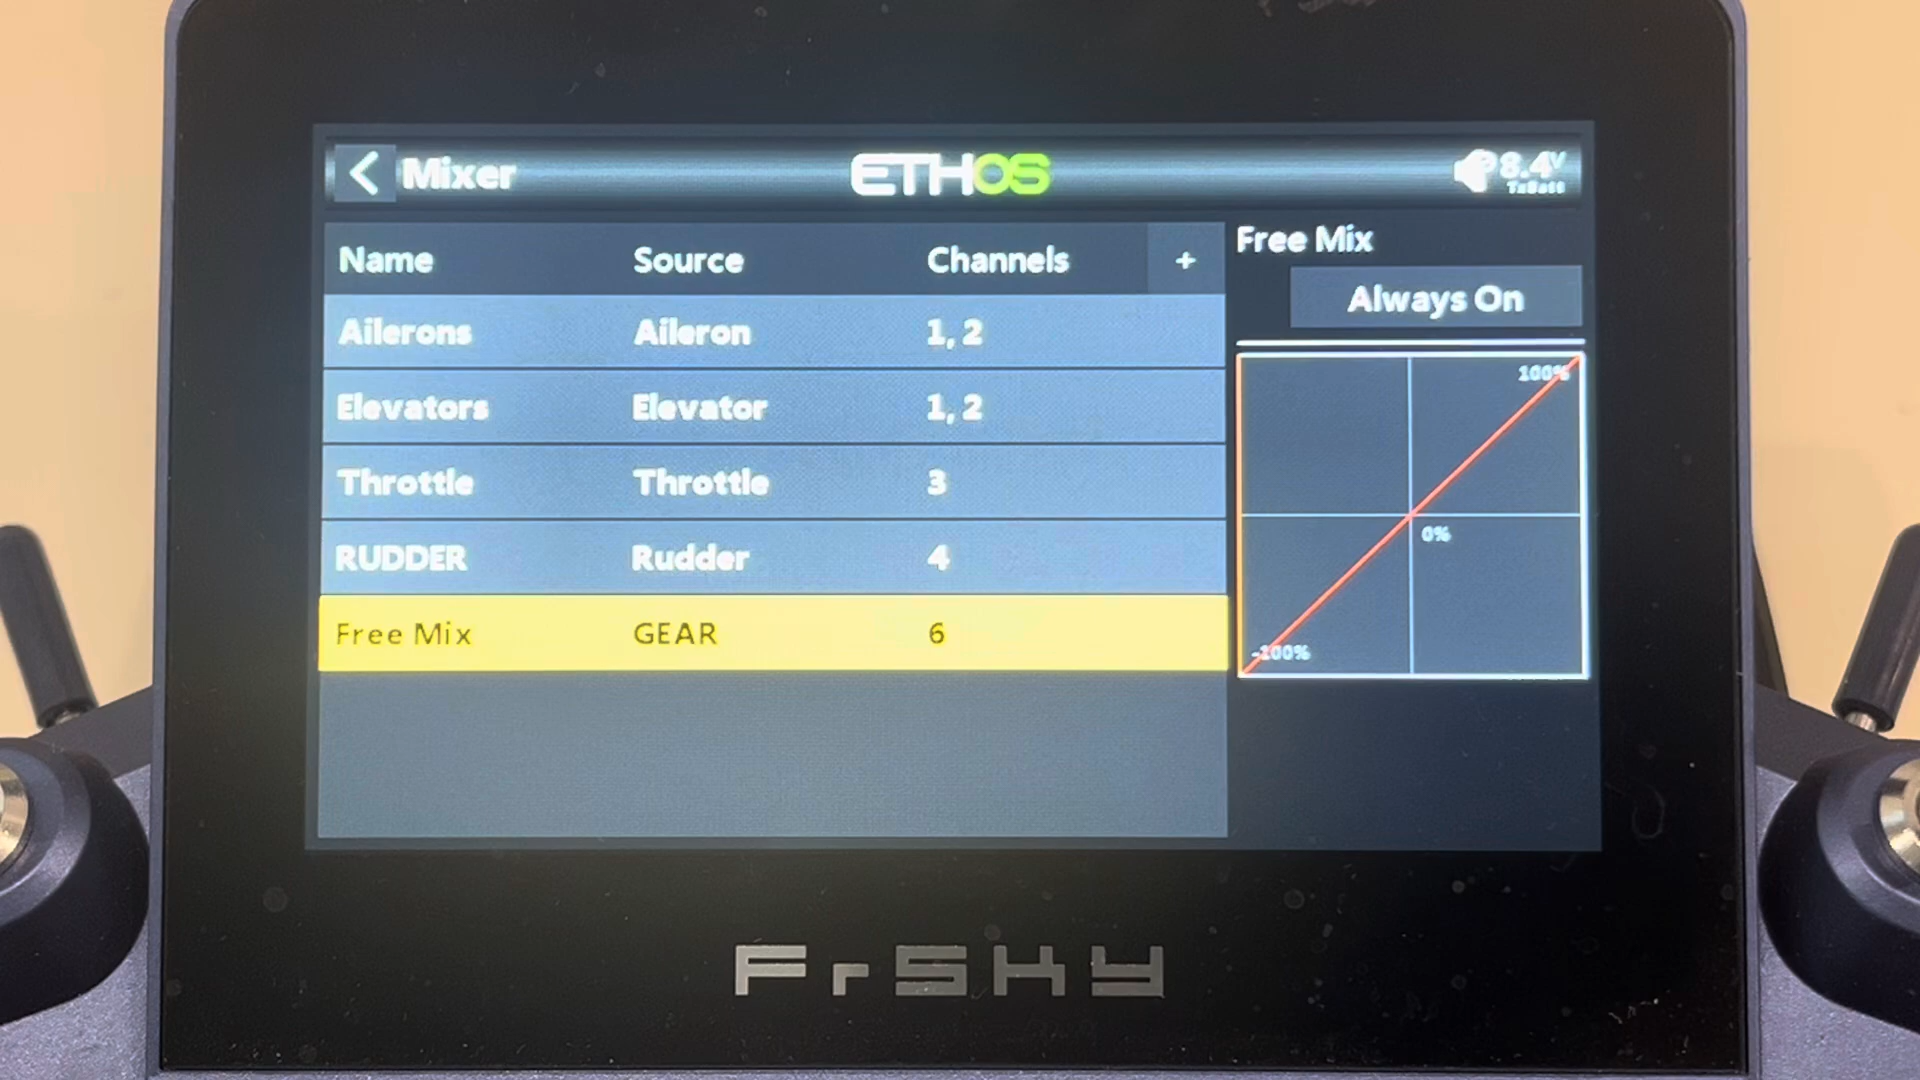 Mixer ETHOS 8.4V
TxBatt
Name Source Channels +
Ailerons Aileron 1, 2
Elevators Elevator 1, 2
Throttle Throttle 3
RUDDER Rudder 4
Free Mix GEAR 6
Free Mix
Always On
100%
0%
-100%
FrSKY